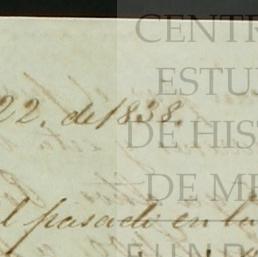 CENTR
ESTU
22. de 1838.
DE HIS
DE ME
l pasado en la
FUND